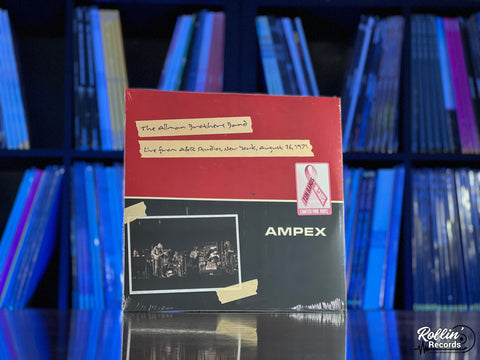 The Allman Brothers Band
Live from A&R Studios, New York, August 26, 1971
LIMITED PINK VINYL
AMPEX
Rollin'
Records